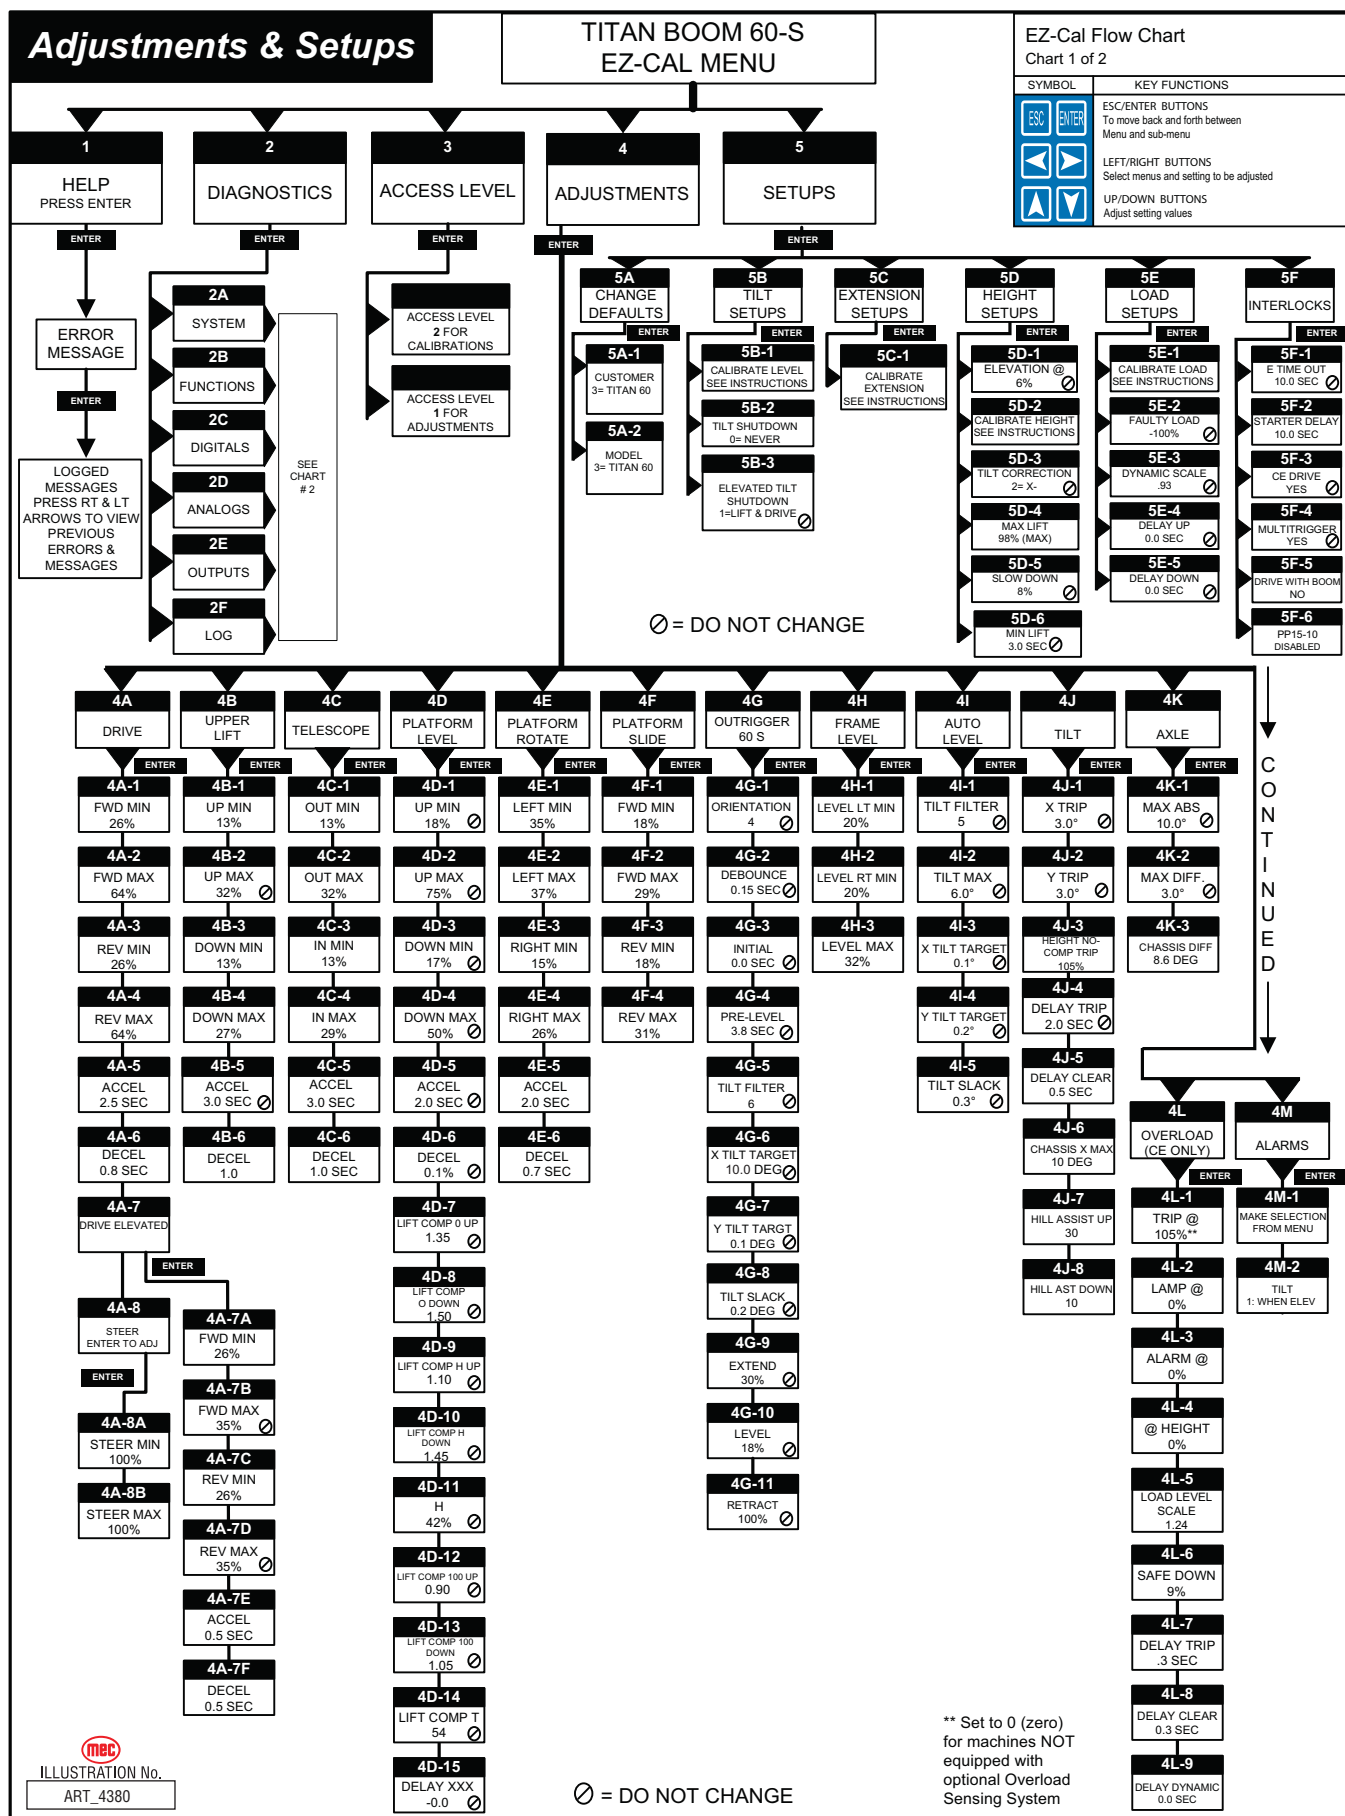 Adjustments & Setups
TITAN BOOM 60-S
EZ-CAL MENU
EZ-Cal Flow Chart
Chart 1 of 2
SYMBOL
KEY FUNCTIONS
ESC
ENTER
ESC/ENTER BUTTONS
To move back and forth between
Menu and sub-menu
LEFT/RIGHT BUTTONS
Select menus and setting to be adjusted
UP/DOWN BUTTONS
Adjust setting values
1
HELP
PRESS ENTER
ENTER
ERROR
MESSAGE
ENTER
LOGGED
MESSAGES
PRESS RT & LT
ARROWS TO VIEW
PREVIOUS
ERRORS &
MESSAGES
2
DIAGNOSTICS
ENTER
2A
SYSTEM
2B
FUNCTIONS
2C
DIGITALS
2D
ANALOGS
2E
OUTPUTS
2F
LOG
SEE
CHART
# 2
3
ACCESS LEVEL
ENTER
ACCESS LEVEL
2 FOR
CALIBRATIONS
ACCESS LEVEL
1 FOR
ADJUSTMENTS
4
ADJUSTMENTS
ENTER
5
SETUPS
ENTER
5A
CHANGE
DEFAULTS
ENTER
5A-1
CUSTOMER
3= TITAN 60
5A-2
MODEL
3= TITAN 60
5B
TILT
SETUPS
ENTER
5B-1
CALIBRATE LEVEL
SEE INSTRUCTIONS
5B-2
TILT SHUTDOWN
0= NEVER
5B-3
ELEVATED TILT
SHUTDOWN
1=LIFT & DRIVE
5C
EXTENSION
SETUPS
ENTER
5C-1
CALIBRATE
EXTENSION
SEE INSTRUCTIONS
5D
HEIGHT
SETUPS
ENTER
5D-1
ELEVATION @
6%
5D-2
CALIBRATE HEIGHT
SEE INSTRUCTIONS
5D-3
TILT CORRECTION
2= X-
5D-4
MAX LIFT
98% (MAX)
5D-5
SLOW DOWN
8%
5D-6
MIN LIFT
3.0 SEC
5E
LOAD
SETUPS
ENTER
5E-1
CALIBRATE LOAD
SEE INSTRUCTIONS
5E-2
FAULTY LOAD
-100%
5E-3
DYNAMIC SCALE
.93
5E-4
DELAY UP
0.0 SEC
5E-5
DELAY DOWN
0.0 SEC
5F
INTERLOCKS
ENTER
5F-1
E TIME OUT
10.0 SEC
5F-2
STARTER DELAY
10.0 SEC
5F-3
CE DRIVE
YES
5F-4
MULTITRIGGER
YES
5F-5
DRIVE WITH BOOM
NO
5F-6
PP15-10
DISABLED
= DO NOT CHANGE
4A
DRIVE
ENTER
4A-1
FWD MIN
26%
4A-2
FWD MAX
64%
4A-3
REV MIN
26%
4A-4
REV MAX
64%
4A-5
ACCEL
2.5 SEC
4A-6
DECEL
0.8 SEC
4A-7
DRIVE ELEVATED
ENTER
4A-8
STEER
ENTER TO ADJ
ENTER
4A-8A
STEER MIN
100%
4A-8B
STEER MAX
100%
4A-7A
FWD MIN
26%
4A-7B
FWD MAX
35%
4A-7C
REV MIN
26%
4A-7D
REV MAX
35%
4A-7E
ACCEL
0.5 SEC
4A-7F
DECEL
0.5 SEC
4B
UPPER
LIFT
ENTER
4B-1
UP MIN
13%
4B-2
UP MAX
32%
4B-3
DOWN MIN
13%
4B-4
DOWN MAX
27%
4B-5
ACCEL
3.0 SEC
4B-6
DECEL
1.0
4C
TELESCOPE
ENTER
4C-1
OUT MIN
13%
4C-2
OUT MAX
32%
4C-3
IN MIN
13%
4C-4
IN MAX
29%
4C-5
ACCEL
3.0 SEC
4C-6
DECEL
1.0 SEC
4D
PLATFORM
LEVEL
ENTER
4D-1
UP MIN
18%
4D-2
UP MAX
75%
4D-3
DOWN MIN
17%
4D-4
DOWN MAX
50%
4D-5
ACCEL
2.0 SEC
4D-6
DECEL
0.1%
4D-7
LIFT COMP 0 UP
1.35
4D-8
LIFT COMP
O DOWN
1.50
4D-9
LIFT COMP H UP
1.10
4D-10
LIFT COMP H
DOWN
1.45
4D-11
H
42%
4D-12
LIFT COMP 100 UP
0.90
4D-13
LIFT COMP 100
DOWN
1.05
4D-14
LIFT COMP T
54
4D-15
DELAY XXX
-0.0
4E
PLATFORM
ROTATE
ENTER
4E-1
LEFT MIN
35%
4E-2
LEFT MAX
37%
4E-3
RIGHT MIN
15%
4E-4
RIGHT MAX
26%
4E-5
ACCEL
2.0 SEC
4E-6
DECEL
0.7 SEC
4F
PLATFORM
SLIDE
ENTER
4F-1
FWD MIN
18%
4F-2
FWD MAX
29%
4F-3
REV MIN
18%
4F-4
REV MAX
31%
4G
OUTRIGGER
60 S
ENTER
4G-1
ORIENTATION
4
4G-2
DEBOUNCE
0.15 SEC
4G-3
INITIAL
0.0 SEC
4G-4
PRE-LEVEL
3.8 SEC
4G-5
TILT FILTER
6
4G-6
X TILT TARGET
10.0 DEG
4G-7
Y TILT TARGT
0.1 DEG
4G-8
TILT SLACK
0.2 DEG
4G-9
EXTEND
30%
4G-10
LEVEL
18%
4G-11
RETRACT
100%
4H
FRAME
LEVEL
ENTER
4H-1
LEVEL LT MIN
20%
4H-2
LEVEL RT MIN
20%
4H-3
LEVEL MAX
32%
4I
AUTO
LEVEL
ENTER
4I-1
TILT FILTER
5
4I-2
TILT MAX
6.0°
4I-3
X TILT TARGET
0.1°
4I-4
Y TILT TARGET
0.2°
4I-5
TILT SLACK
0.3°
4J
TILT
ENTER
4J-1
X TRIP
3.0°
4J-2
Y TRIP
3.0°
4J-3
HEIGHT NO-
COMP TRIP
105%
4J-4
DELAY TRIP
2.0 SEC
4J-5
DELAY CLEAR
0.5 SEC
4J-6
CHASSIS X MAX
10 DEG
4J-7
HILL ASSIST UP
30
4J-8
HILL AST DOWN
10
4K
AXLE
ENTER
4K-1
MAX ABS
10.0°
4K-2
MAX DIFF.
3.0°
4K-3
CHASSIS DIFF
8.6 DEG
CONTINUED
4L
OVERLOAD
(CE ONLY)
ENTER
4L-1
TRIP @
105%**
4L-2
LAMP @
0%
4L-3
ALARM @
0%
4L-4
@ HEIGHT
0%
4L-5
LOAD LEVEL
SCALE
1.24
4L-6
SAFE DOWN
9%
4L-7
DELAY TRIP
.3 SEC
4L-8
DELAY CLEAR
0.3 SEC
4L-9
DELAY DYNAMIC
0.0 SEC
4M
ALARMS
ENTER
4M-1
MAKE SELECTION
FROM MENU
4M-2
TILT
1: WHEN ELEV
** Set to 0 (zero)
for machines NOT
equipped with
optional Overload
Sensing System
= DO NOT CHANGE
mec
ILLUSTRATION No.
ART_4380